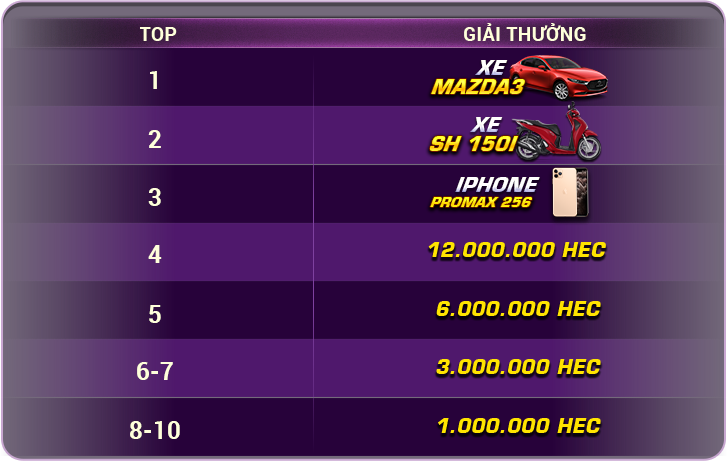 TOP GIẢI THƯỞNG
1 XE
MAZDA3
2 XE
SH 150I
3 IPHONE
PROMAX 256
4 12.000.000 HEC
5 6.000.000 HEC
6-7 3.000.000 HEC
8-10 1.000.000 HEC